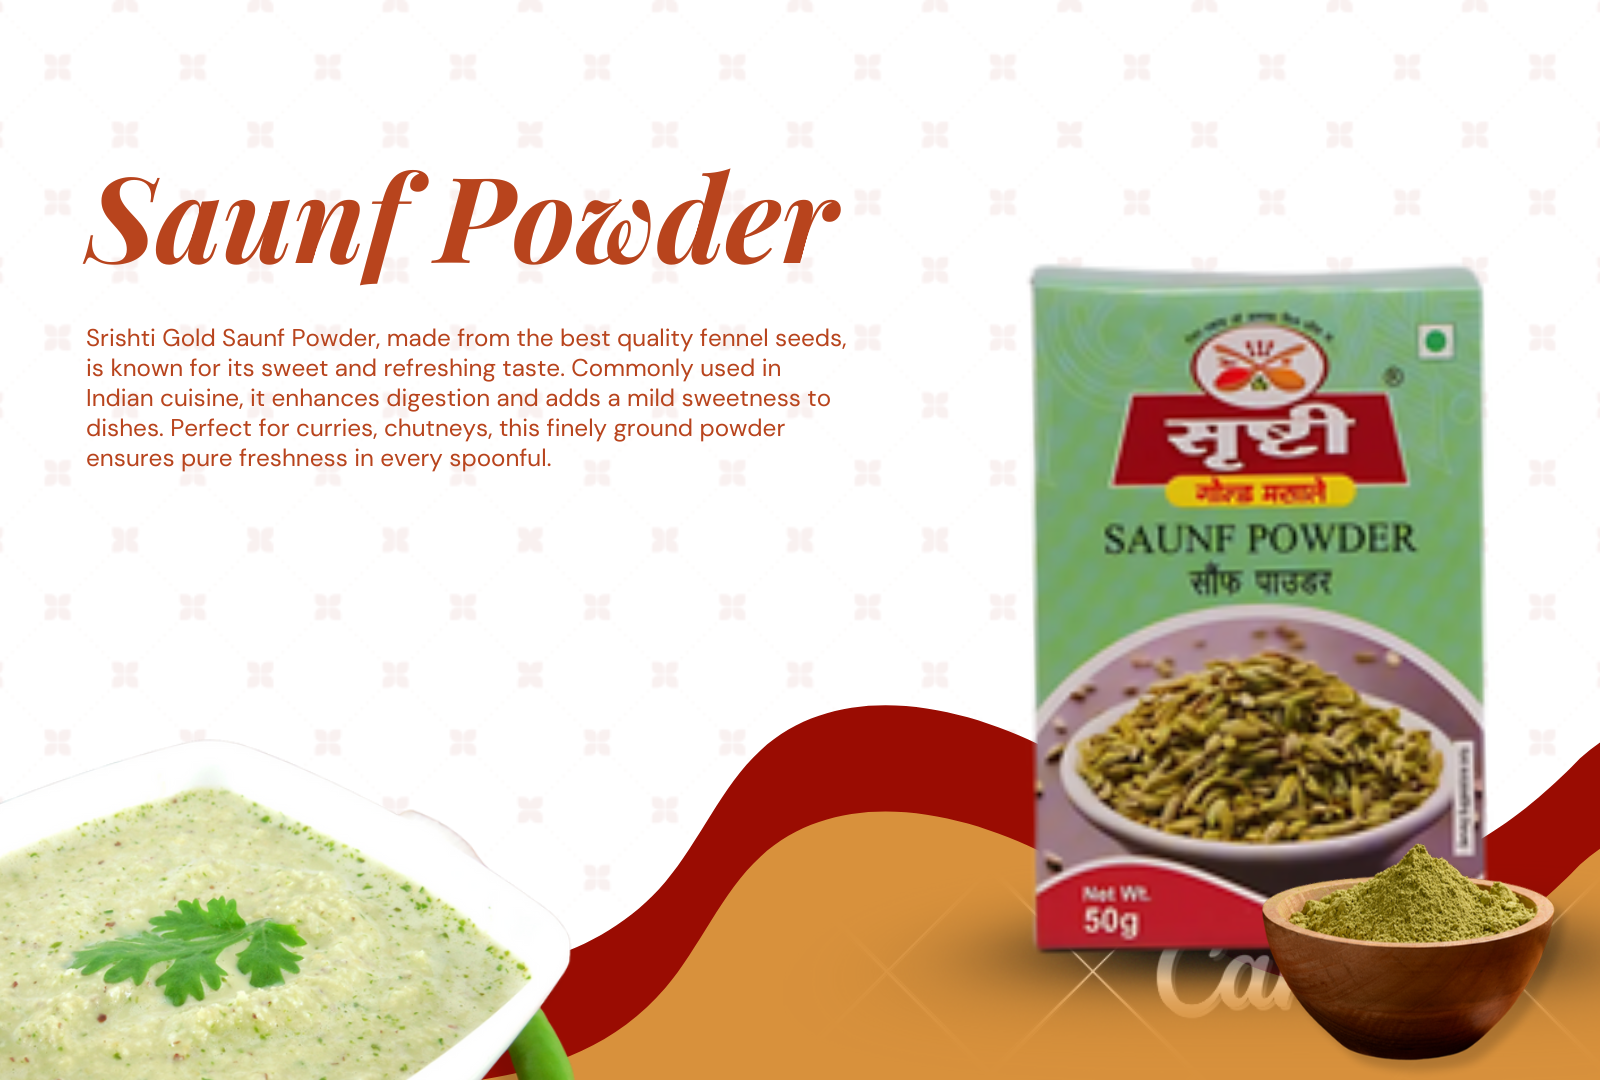 Saunf Powder
Srishti Gold Saunf Powder, made from the best quality fennel seeds,
is known for its sweet and refreshing taste. Commonly used in
Indian cuisine, it enhances digestion and adds a mild sweetness to
dishes. Perfect for curries, chutneys, this finely ground powder
ensures pure freshness in every spoonful.
®
सृष्टी
गोल्ड मसाले
SAUNF POWDER
सौंफ पाउडर
Net Wt.
50g
Ca